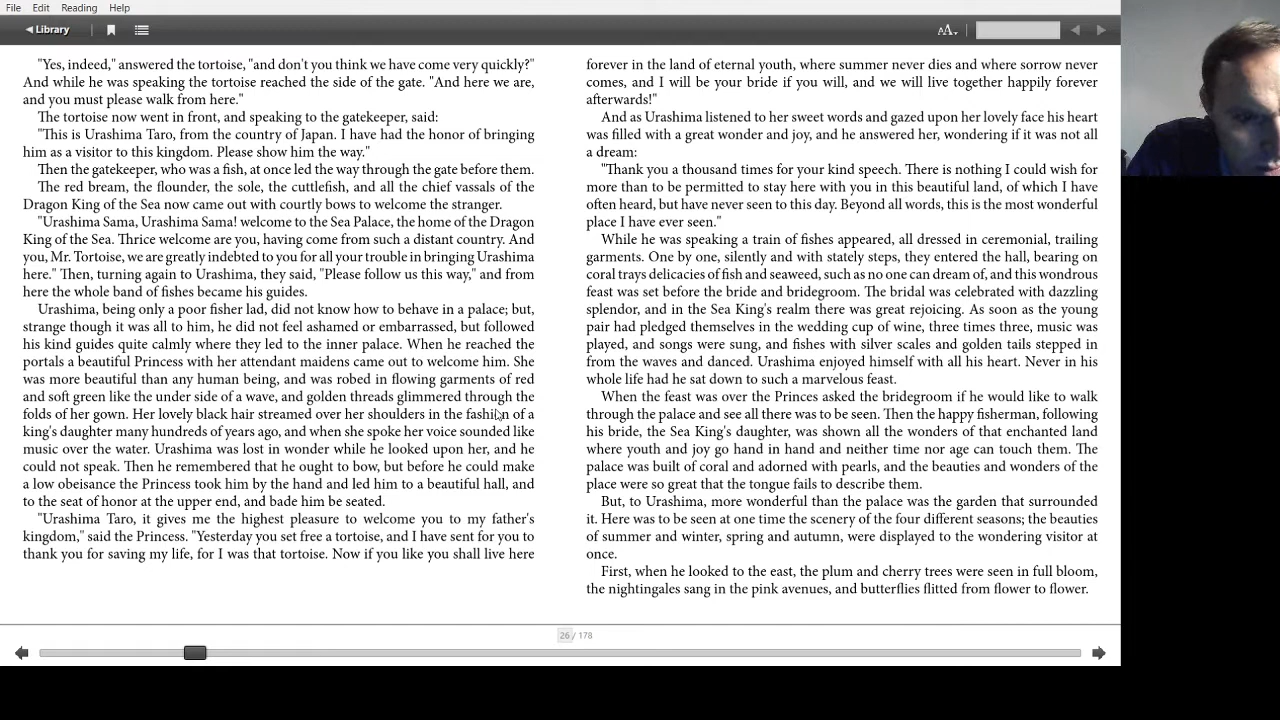 File Edit Reading Help
Library
AA
"Yes, indeed," answered the tortoise, "and don't you think we have come very quickly?"
And while he was speaking the tortoise reached the side of the gate. "And here we are,
and you must please walk from here."
The tortoise now went in front, and speaking to the gatekeeper, said:
"This is Urashima Taro, from the country of Japan. I have had the honor of bringing
him as a visitor to this kingdom. Please show him the way."
Then the gatekeeper, who was a fish, at once led the way through the gate before them.
The red bream, the flounder, the sole, the cuttlefish, and all the chief vassals of the
Dragon King of the Sea now came out with courtly bows to welcome the stranger.
"Urashima Sama, Urashima Sama! welcome to the Sea Palace, the home of the Dragon
King of the Sea. Thrice welcome are you, having come from such a distant country. And
you, Mr. Tortoise, we are greatly indebted to you for all your trouble in bringing Urashima
here." Then, turning again to Urashima, they said, "Please follow us this way," and from
here the whole band of fishes became his guides.
Urashima, being only a poor fisher lad, did not know how to behave in a palace; but,
strange though it was all to him, he did not feel ashamed or embarrassed, but followed
his kind guides quite calmly where they led to the inner palace. When he reached the
portals a beautiful Princess with her attendant maidens came out to welcome him. She
was more beautiful than any human being, and was robed in flowing garments of red
and soft green like the under side of a wave, and golden threads glimmered through the
folds of her gown. Her lovely black hair streamed over her shoulders in the fashion of a
king's daughter many hundreds of years ago, and when she spoke her voice sounded like
music over the water. Urashima was lost in wonder while he looked upon her, and he
could not speak. Then he remembered that he ought to bow, but before he could make
a low obeisance the Princess took him by the hand and led him to a beautiful hall, and
to the seat of honor at the upper end, and bade him be seated.
"Urashima Taro, it gives me the highest pleasure to welcome you to my father's
kingdom," said the Princess. "Yesterday you set free a tortoise, and I have sent for you to
thank you for saving my life, for I was that tortoise. Now if you like you shall live here
forever in the land of eternal youth, where summer never dies and where sorrow never
comes, and I will be your bride if you will, and we will live together happily forever
afterwards!"
And as Urashima listened to her sweet words and gazed upon her lovely face his heart
was filled with a great wonder and joy, and he answered her, wondering if it was not all
a dream:
"Thank you a thousand times for your kind speech. There is nothing I could wish for
more than to be permitted to stay here with you in this beautiful land, of which I have
often heard, but have never seen to this day. Beyond all words, this is the most wonderful
place I have ever seen."
While he was speaking a train of fishes appeared, all dressed in ceremonial, trailing
garments. One by one, silently and with stately steps, they entered the hall, bearing on
coral trays delicacies of fish and seaweed, such as no one can dream of, and this wondrous
feast was set before the bride and bridegroom. The bridal was celebrated with dazzling
splendor, and in the Sea King's realm there was great rejoicing. As soon as the young
pair had pledged themselves in the wedding cup of wine, three times three, music was
played, and songs were sung, and fishes with silver scales and golden tails stepped in
from the waves and danced. Urashima enjoyed himself with all his heart. Never in his
whole life had he sat down to such a marvelous feast.
When the feast was over the Princes asked the bridegroom if he would like to walk
through the palace and see all there was to be seen. Then the happy fisherman, following
his bride, the Sea King's daughter, was shown all the wonders of that enchanted land
where youth and joy go hand in hand and neither time nor age can touch them. The
palace was built of coral and adorned with pearls, and the beauties and wonders of the
place were so great that the tongue fails to describe them.
But, to Urashima, more wonderful than the palace was the garden that surrounded
it. Here was to be seen at one time the scenery of the four different seasons; the beauties
of summer and winter, spring and autumn, were displayed to the wondering visitor at
once.
First, when he looked to the east, the plum and cherry trees were seen in full bloom,
the nightingales sang in the pink avenues, and butterflies flitted from flower to flower.
26 / 178